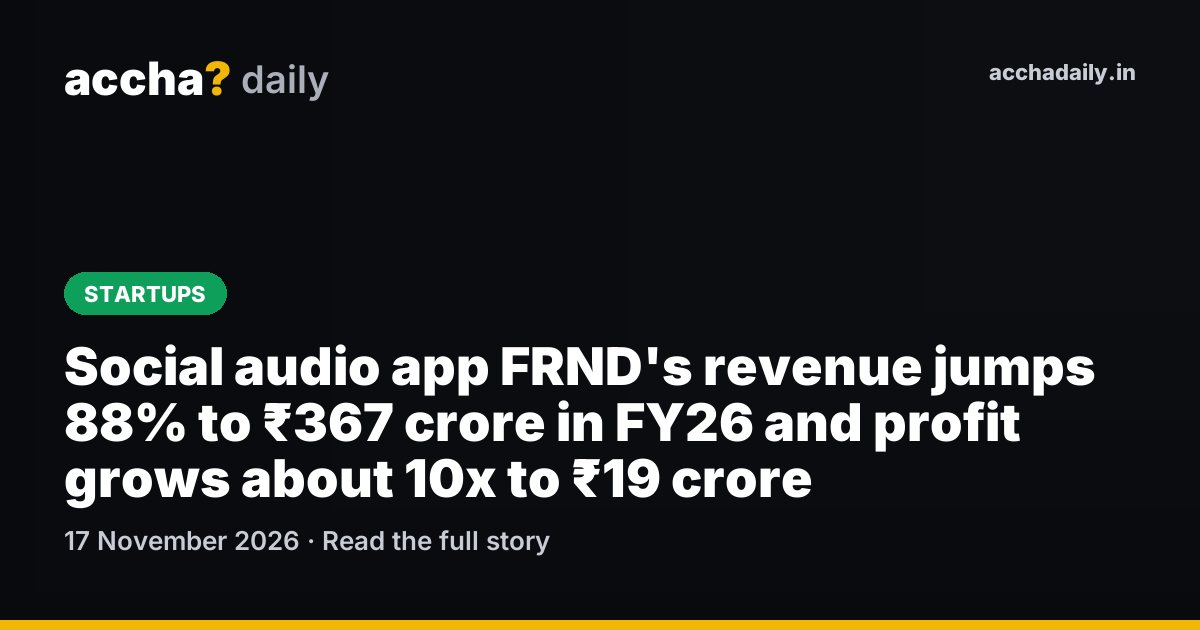 accha? daily
acchadaily.in
STARTUPS
Social audio app FRND's revenue jumps
88% to ₹367 crore in FY26 and profit
grows about 10x to ₹19 crore
17 November 2026 · Read the full story